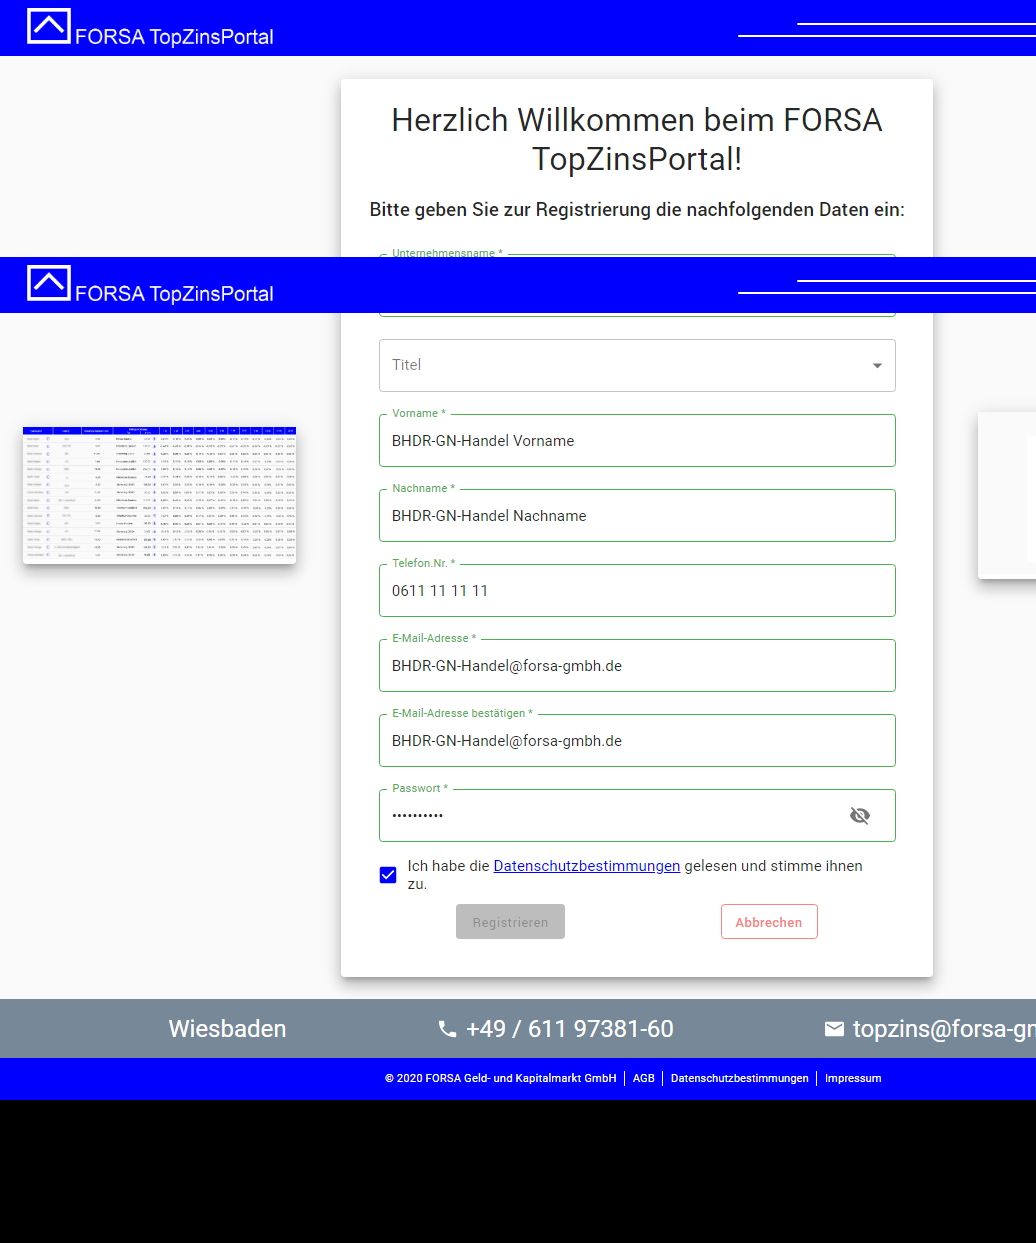 FORSA TopZinsPortal
Herzlich Willkommen beim FORSA
TopZinsPortal!
Bitte geben Sie zur Registrierung die nachfolgenden Daten ein:
Unternehmensname *
FORSA TopZinsPortal
Titel
Vorname *
BHDR-GN-Handel Vorname
Nachname *
BHDR-GN-Handel Nachname
Telefon.Nr. *
0611 11 11 11
E-Mail-Adresse *
BHDR-GN-Handel@forsa-gmbh.de
E-Mail-Adresse bestätigen *
BHDR-GN-Handel@forsa-gmbh.de
Passwort *
••••••••••
Ich habe die Datenschutzbestimmungen gelesen und stimme ihnen
zu.
Registrieren Abbrechen
Wiesbaden +49 / 611 97381-60 topzins@forsa-gm
© 2020 FORSA Geld- und Kapitalmarkt GmbH | AGB | Datenschutzbestimmungen | Impressum